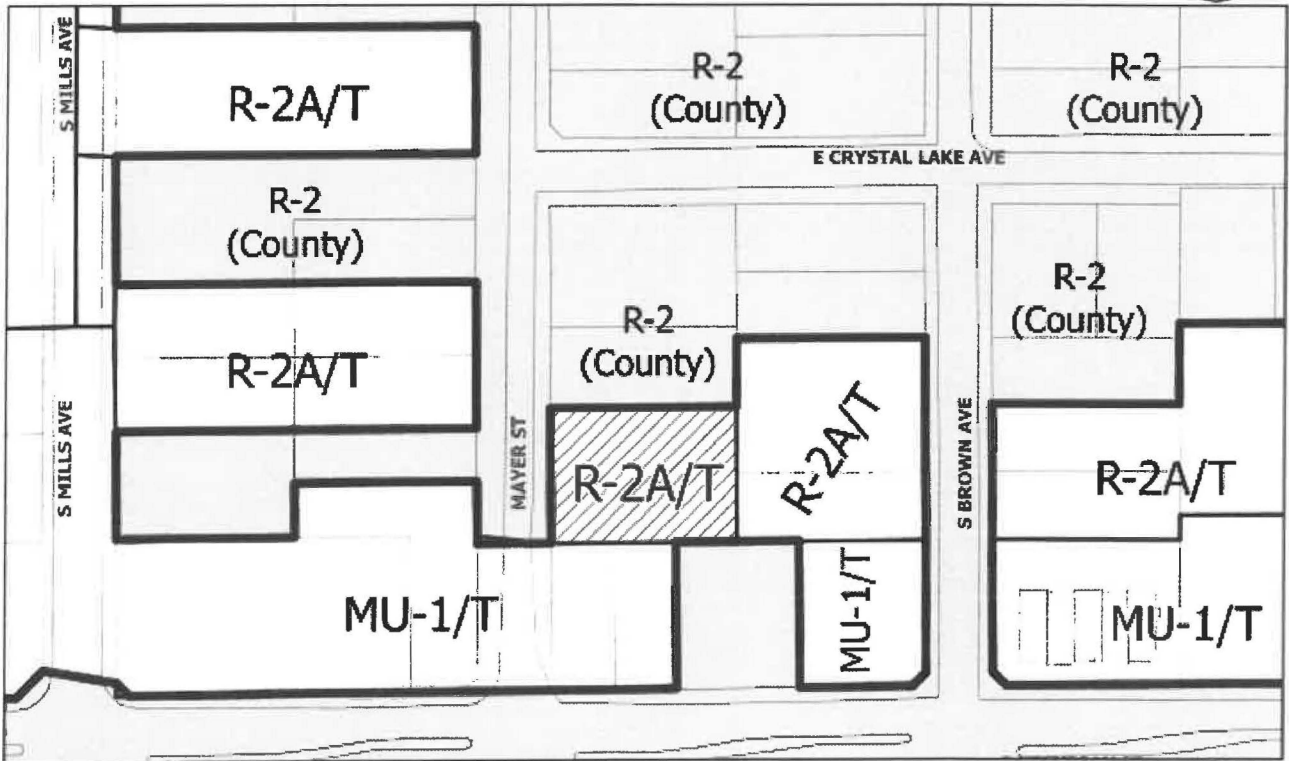 S MILLS AVE
R-2A/T
R-2
(County)
R-2
(County)
E CRYSTAL LAKE AVE
R-2
(County)
R-2
(County)
R-2
(County)
R-2A/T
R-2A/T
R-2A/T
R-2A/T
S MILLS AVE
MAYER ST
S BROWN AVE
MU-1/T
MU-1/T
MU-1/T